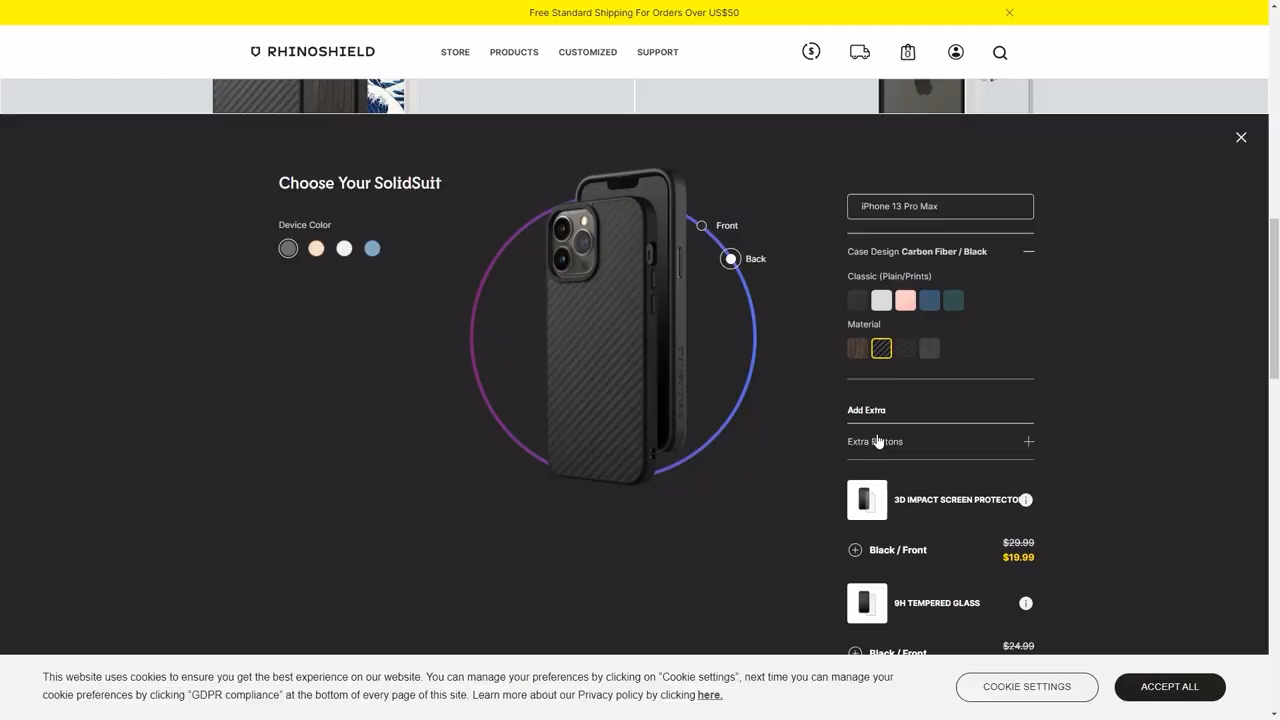 Free Standard Shipping For Orders Over US$50
RHINOSHIELD
STORE
PRODUCTS
CUSTOMIZED
SUPPORT
$
0
Choose Your SolidSuit
Device Color
Front
Back
iPhone 13 Pro Max
Case Design Carbon Fiber / Black
Classic (Plain/Prints)
Material
Add Extra
Extra Buttons
3D IMPACT SCREEN PROTECTO
Black / Front
$29.99
$19.99
9H TEMPERED GLASS
Black / Front
$24.99
This website uses cookies to ensure you get the best experience on our website. You can manage your preferences by clicking on "Cookie settings", next time you can manage your
cookie preferences by clicking "GDPR compliance" at the bottom of every page of this site. Learn more about our Privacy policy by clicking here.
COOKIE SETTINGS
ACCEPT ALL